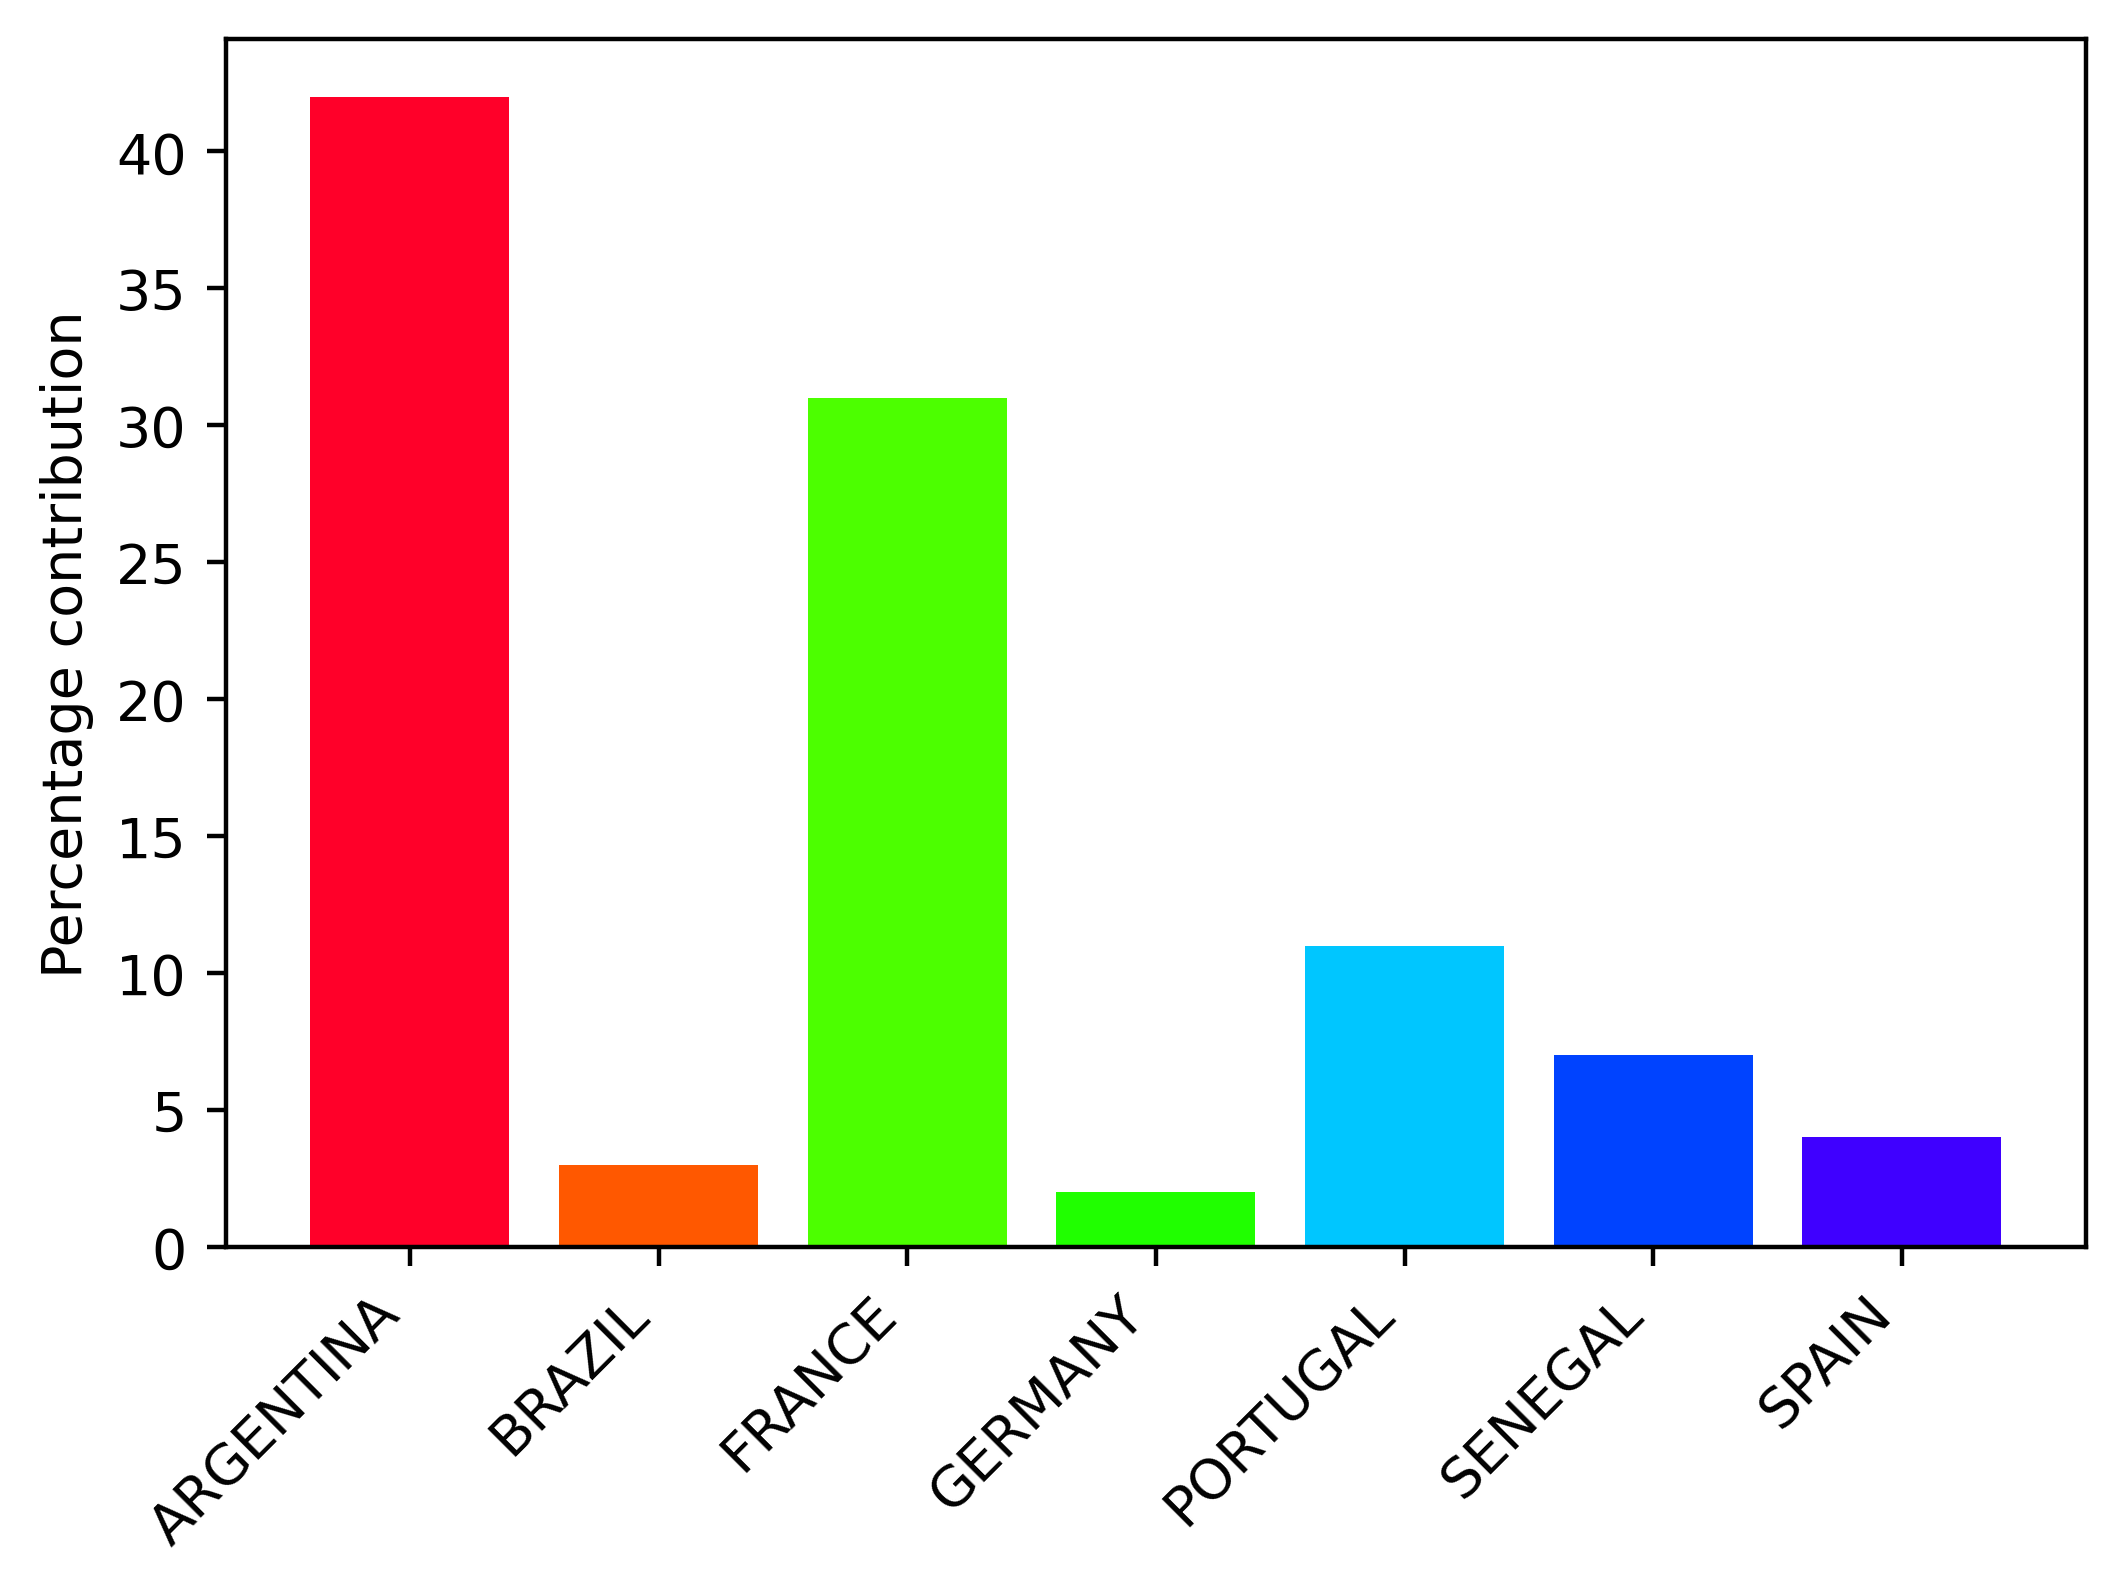 Percentage contribution
40
35
30
25
20
15
10
5
0
ARGENTINA
BRAZIL
FRANCE
GERMANY
PORTUGAL
SENEGAL
SPAIN